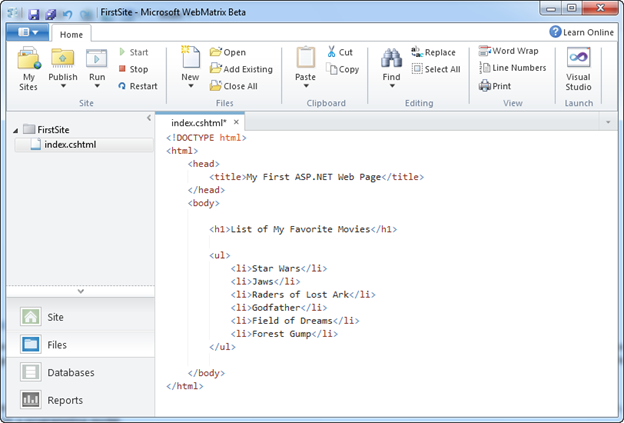 FirstSite - Microsoft WebMatrix Beta
Home
Learn Online
My Sites
Publish
Run
Start
Stop
Restart
Site
New
Open
Add Existing
Close All
Files
Paste
Cut
Copy
Clipboard
Find
Replace
Select All
Editing
Word Wrap
Line Numbers
Print
View
Visual Studio
Launch
FirstSite
index.cshtml
Site
Files
Databases
Reports
index.cshtml*
<!DOCTYPE html>
<html>
<head>
<title>My First ASP.NET Web Page</title>
</head>
<body>
<h1>List of My Favorite Movies</h1>
<ul>
<li>Star Wars</li>
<li>Jaws</li>
<li>Raders of Lost Ark</li>
<li>Godfather</li>
<li>Field of Dreams</li>
<li>Forest Gump</li>
</ul>
</body>
</html>